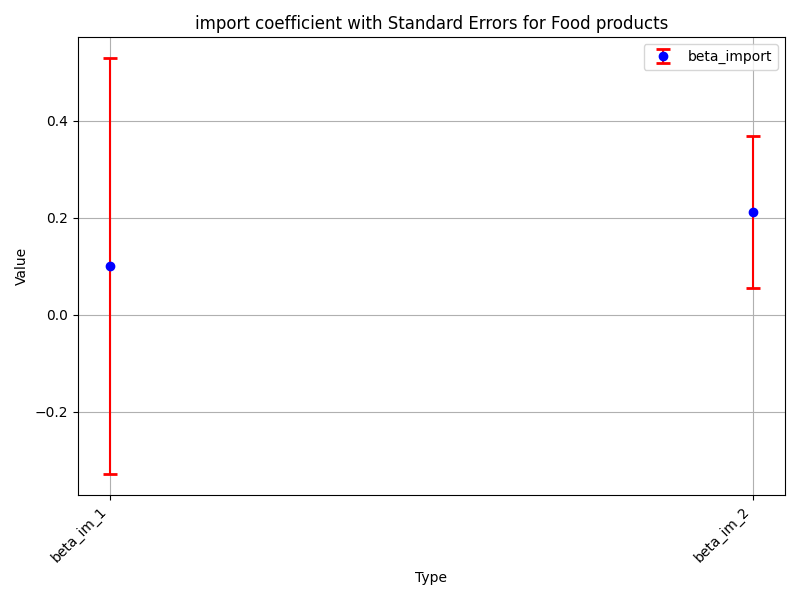 import coefficient with Standard Errors for Food products
beta_import
Value
0.4
0.2
0.0
−0.2
beta_im_1
beta_im_2
Type